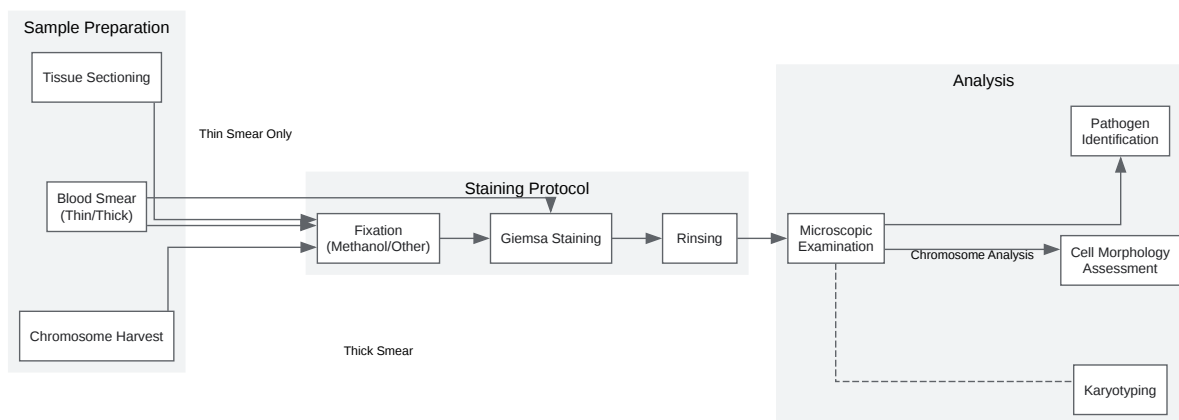 Sample Preparation
Tissue Sectioning
Thin Smear Only
Blood Smear
(Thin/Thick)
Chromosome Harvest
Thick Smear
Staining Protocol
Fixation
(Methanol/Other)
Giemsa Staining
Rinsing
Analysis
Microscopic
Examination
Pathogen
Identification
Chromosome Analysis
Cell Morphology
Assessment
Karyotyping